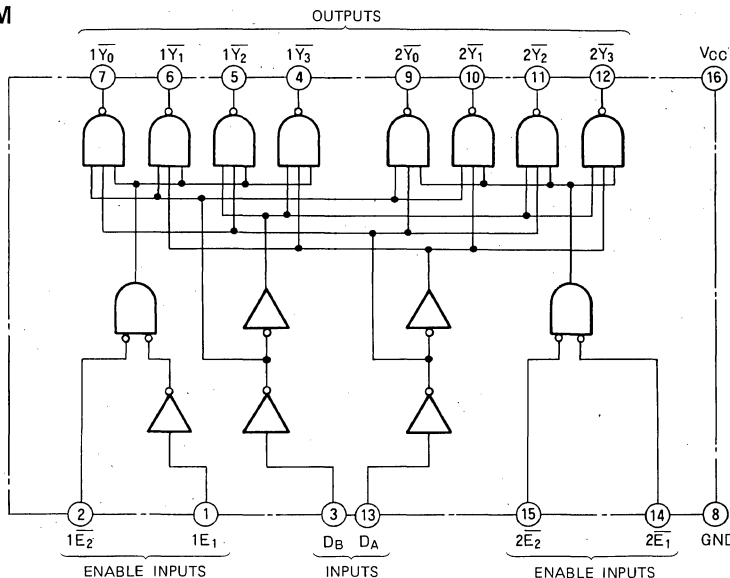 M
OUTPUTS
1Y̅₀ 1Y̅₁ 1Y̅₂ 1Y̅₃ 2Y̅₀ 2Y̅₁ 2Y̅₂ 2Y̅₃ VCC
7 6 5 4 9 10 11 12 16
2 1 3 13 15 14 8
1E̅₂ 1E₁ DB DA 2E̅₂ 2E̅₁ GND
ENABLE INPUTS INPUTS ENABLE INPUTS